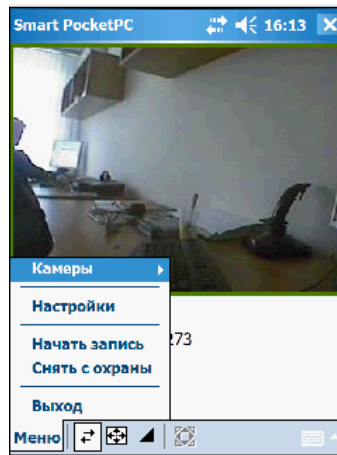 Smart PocketPC 16:13
Камеры
Настройки
273
Начать запись
Снять с охраны
Выход
Меню